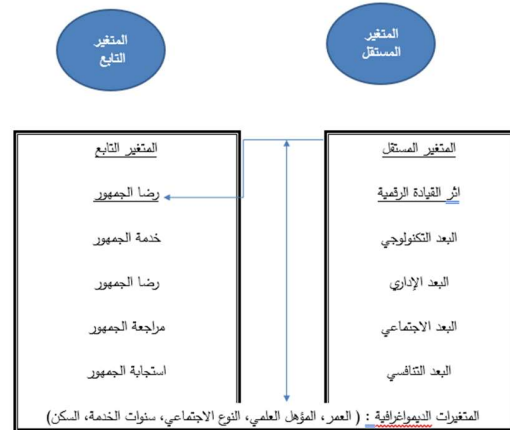 المتغير
المستقل
المتغير
التابع
المتغير المستقل
اثر القيادة الرقمية
البعد التكنولوجي
البعد الإداري
البعد الاجتماعي
البعد التنافسي
المتغير التابع
رضا الجمهور
خدمة الجمهور
رضا الجمهور
مراجعة الجمهور
استجابة الجمهور
المتغيرات الديمواغرافية : ( العمر، المؤهل العلمي، النوع الاجتماعي، سنوات الخدمة، السكن)